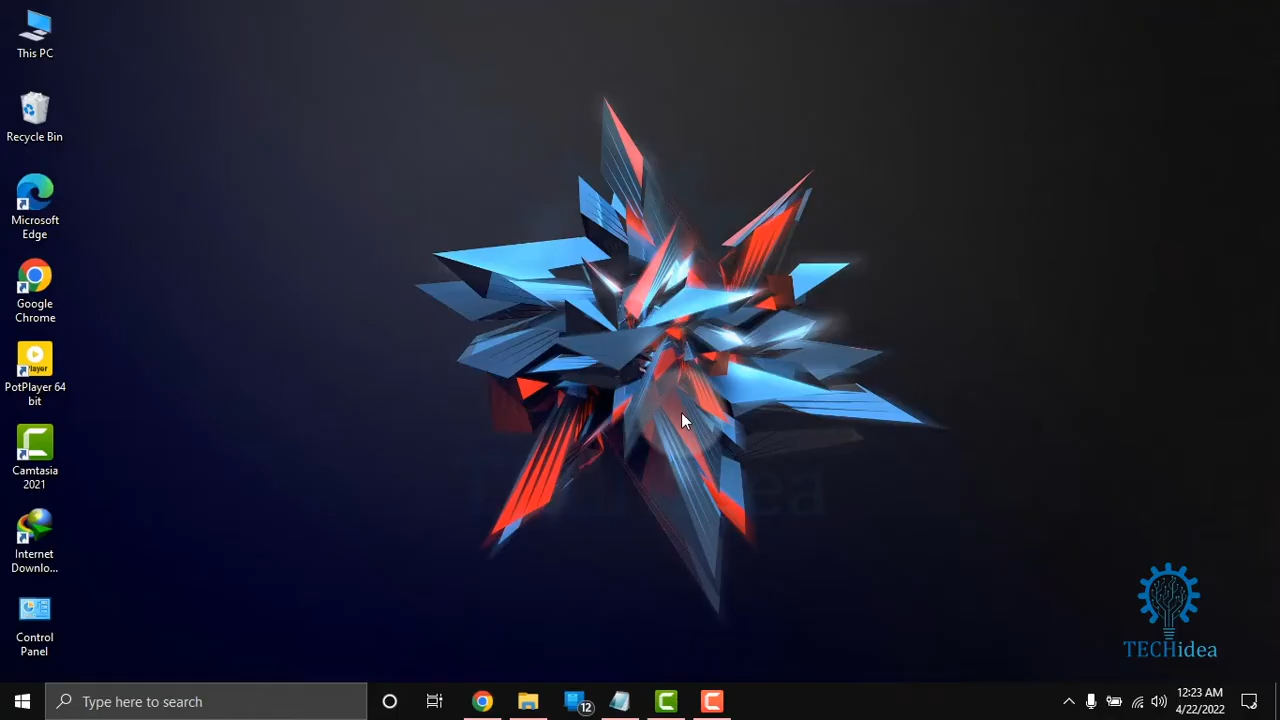 This PC
Recycle Bin
Microsoft
Edge
Google
Chrome
Player
PotPlayer 64
bit
Camtasia
2021
Internet
Downlo...
Control
Panel
TECHidea
Type here to search
12
12:23 AM
4/22/2022